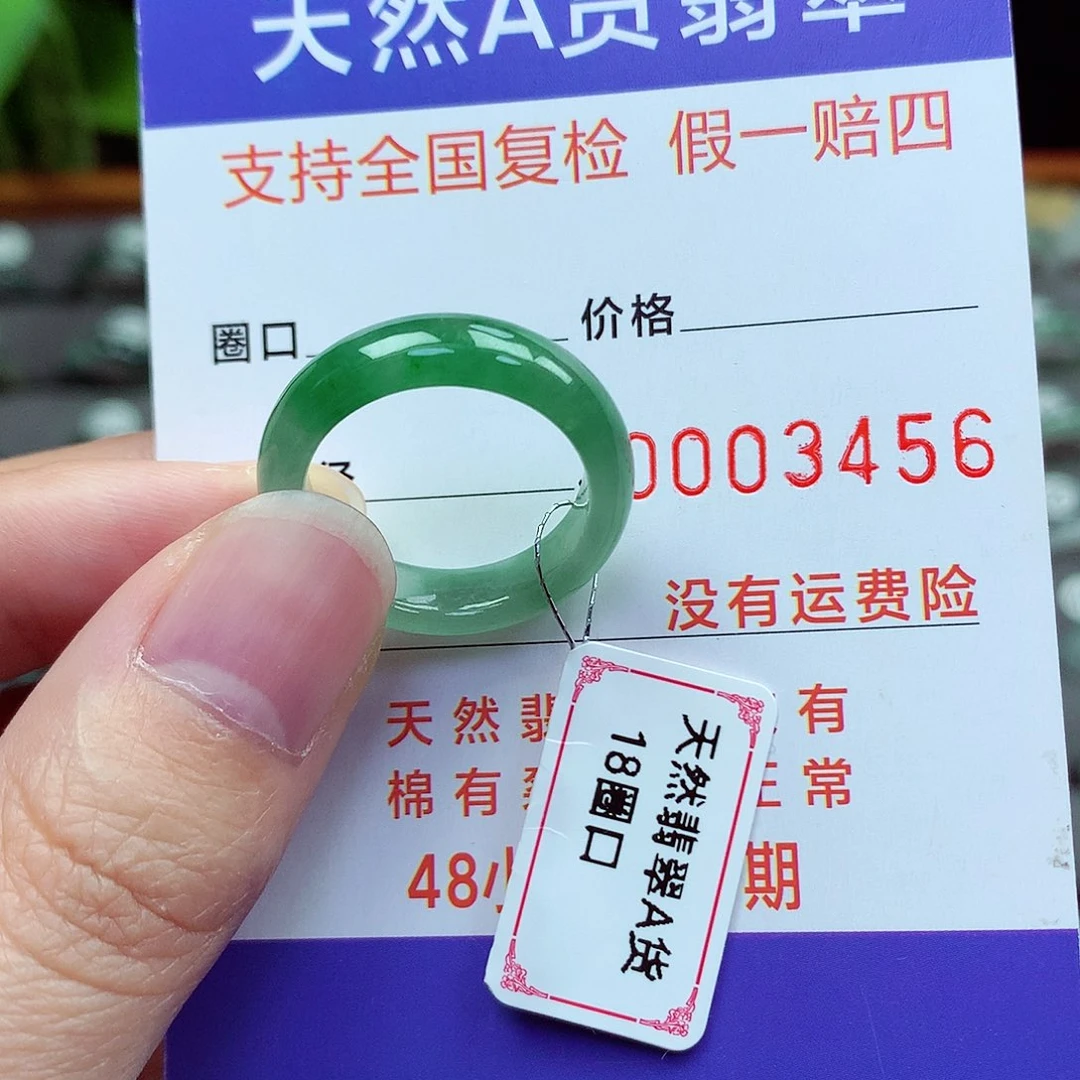 天然A货翡翠
支持全国复检 假一赔四
圈口 价格
径 0003456
没有运费险
天然翡 有
棉有 正常
48小 期
天然翡翠A货
18圈口